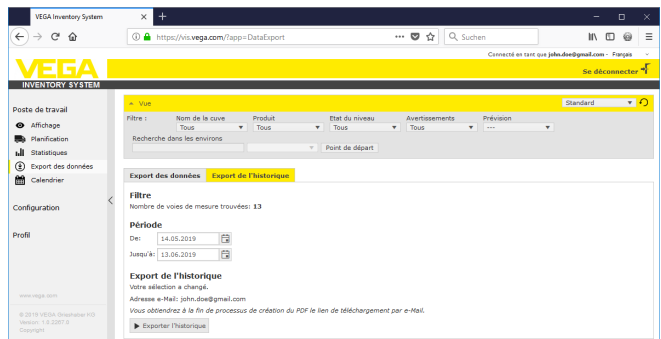 VEGA Inventory System
https://vis.vega.com/?app=DataExport
Suchen
Connecté en tant que john.doe@gmail.com - Français
VEGA
Se déconnecter
INVENTORY SYSTEM
Poste de travail
Affichage
Planification
Statistiques
Export des données
Calendrier
Configuration
Profil
www.vega.com
© 2019 VEGA Grieshaber KG
Copyright
Vue
Standard
Filtre :
Nom de la cuve
Produit
Etat du niveau
Avertissements
Prévision
Tous
Tous
Tous
Tous
---
Recherche dans les environs
Point de départ
Export des données
Export de l'historique
Filtre
Nombre de voies de mesure trouvées: 13
Période
De: 14.05.2019
Jusqu'à: 13.06.2019
Export de l'historique
Votre sélection a changé.
Adresse e-Mail: john.doe@gmail.com
Vous obtiendrez à la fin de processus de création du PDF le lien de téléchargement par e-Mail.
Exporter l'historique